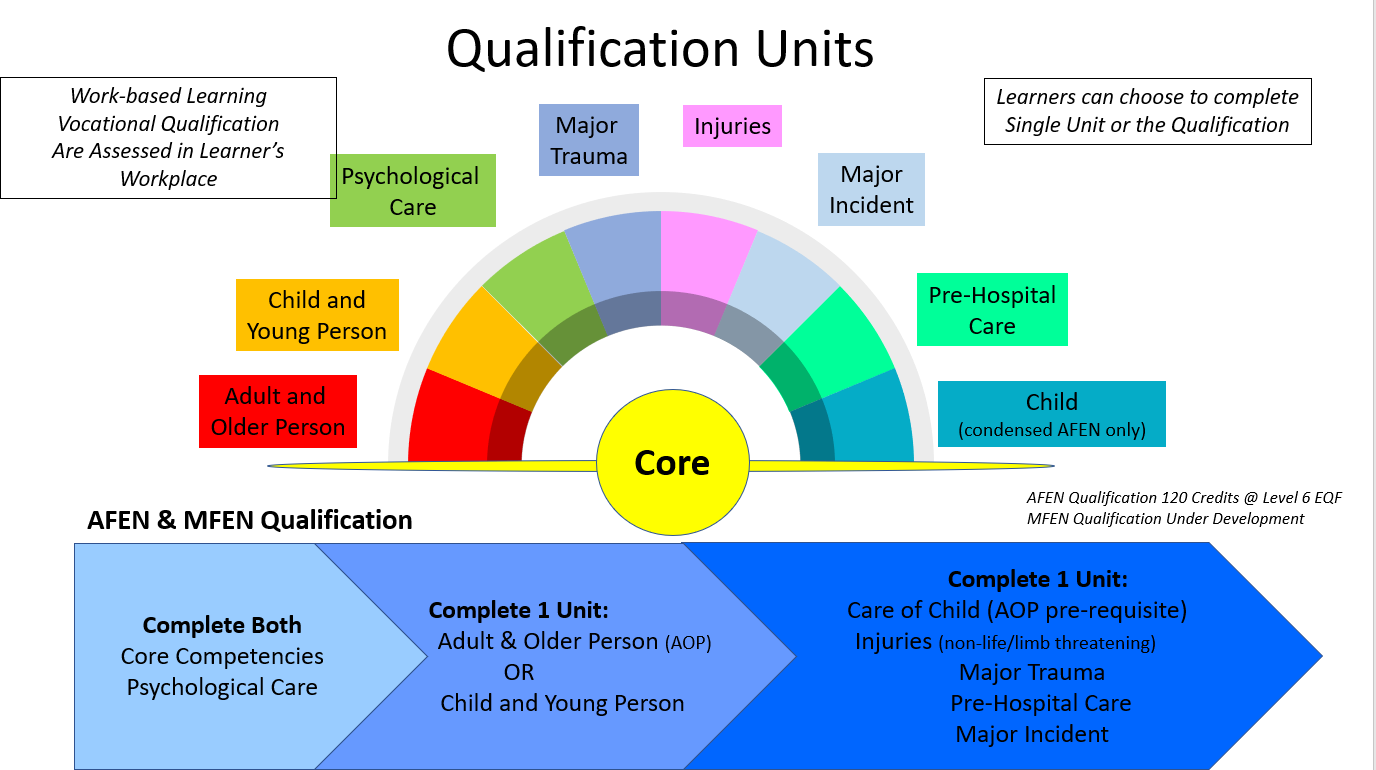 Qualification Units
Work-based Learning
Vocational Qualification
Are Assessed in Learner's
Workplace
Learners can choose to complete
Single Unit or the Qualification
Major
Trauma
Injuries
Psychological
Care
Major
Incident
Child and
Young Person
Pre-Hospital
Care
Adult and
Older Person
Child
(condensed AFEN only)
Core
AFEN Qualification 120 Credits @ Level 6 EQF
MFEN Qualification Under Development
AFEN & MFEN Qualification
Complete Both
Core Competencies
Psychological Care
Complete 1 Unit:
Adult & Older Person (AOP)
OR
Child and Young Person
Complete 1 Unit:
Care of Child (AOP pre-requisite)
Injuries (non-life/limb threatening)
Major Trauma
Pre-Hospital Care
Major Incident